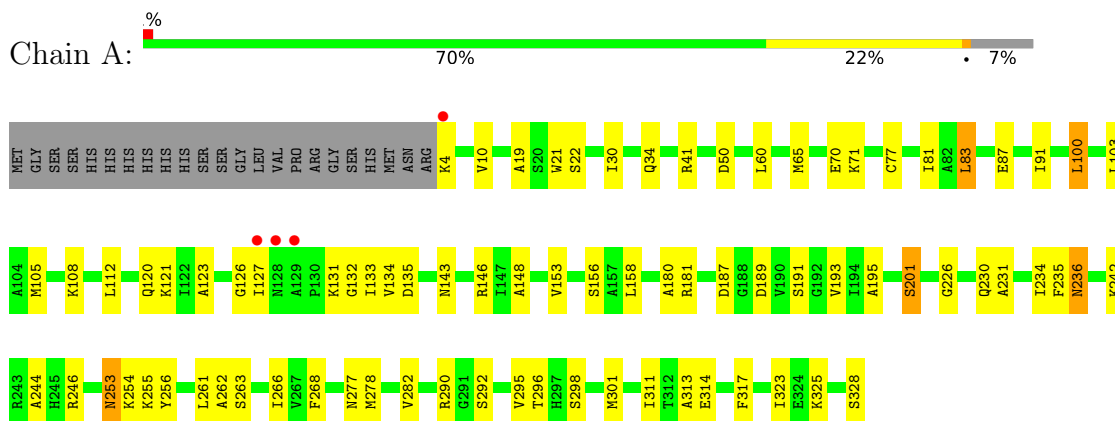 %
Chain A:
70% 22% • 7%
MET GLY SER SER HIS HIS HIS HIS HIS HIS SER SER GLY LEU VAL PRO ARG GLY SER HIS MET ASN ARG K4 V10 A19 S20 W21 S22 I30 Q34 R41 D50 L60 M65 E70 K71 C77 I81 A82 L83 E87 I91 L100 L103
A104 M105 K108 L112 Q120 K121 I122 A123 G126 I127 N128 A129 P130 K131 G132 I133 V134 D135 N143 R146 I147 A148 V153 S156 A157 L158 A180 R181 D187 G188 D189 V190 S191 G192 V193 I194 A195 S201 G226 Q230 A231 I234 F235 N236 K242
R243 A244 H245 R246 N253 K254 K255 Y256 L261 A262 S263 I266 V267 F268 N277 M278 V282 R290 G291 S292 V295 T296 H297 S298 M301 I311 T312 A313 E314 F317 I323 E324 K325 S328